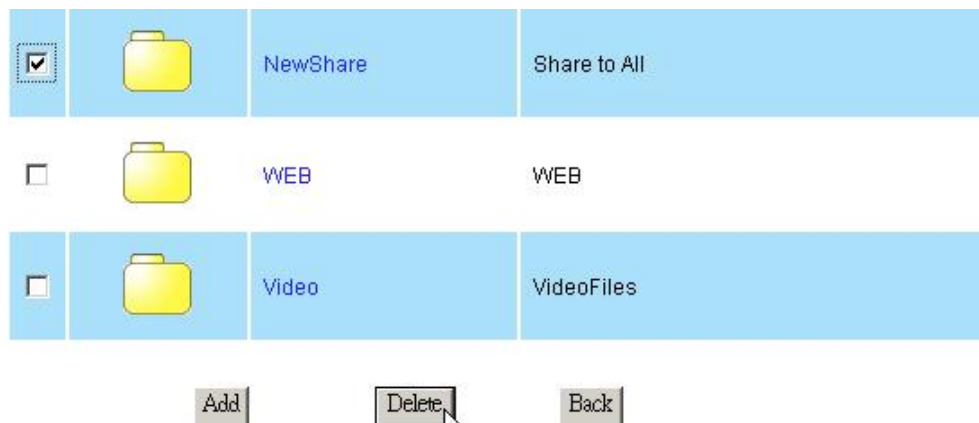 NewShare Share to All
WEB WEB
Video VideoFiles
Add Delete Back